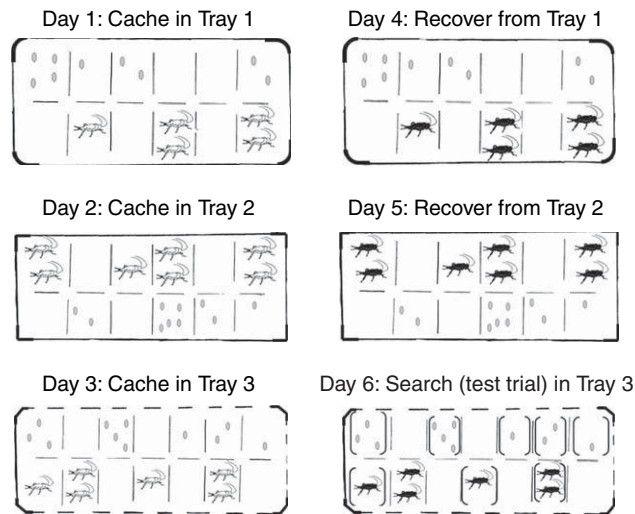 Day 1: Cache in Tray 1
Day 4: Recover from Tray 1
Day 2: Cache in Tray 2
Day 5: Recover from Tray 2
Day 3: Cache in Tray 3
Day 6: Search (test trial) in Tray 3